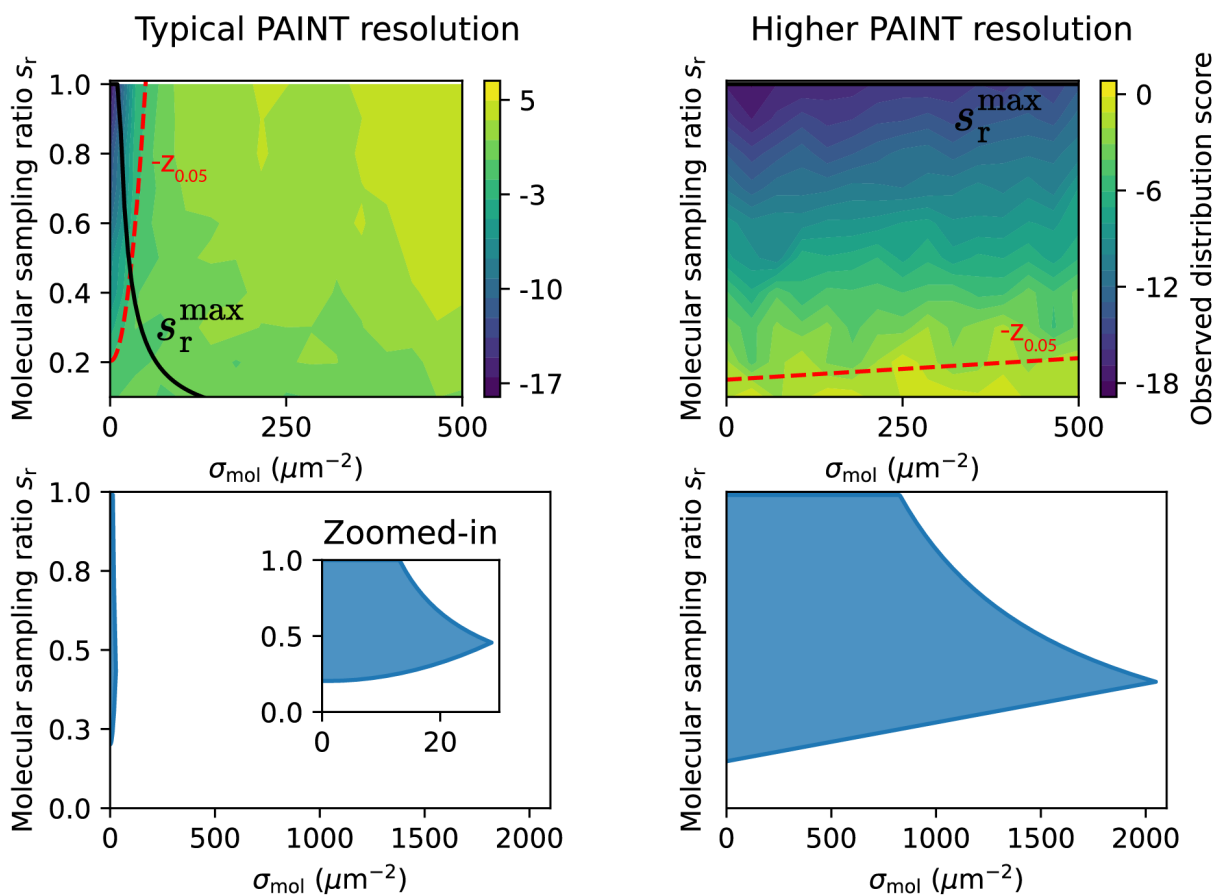 Typical PAINT resolution
Higher PAINT resolution
Molecular sampling ratio s_r
1.0
0.8
0.6
0.4
0.2
-z_0.05
s_r^max
0
250
500
σ_mol (μm⁻²)
5
-3
-10
-17
Molecular sampling ratio s_r
s_r^max
-z_0.05
0
250
500
σ_mol (μm⁻²)
0
-6
-12
-18
Observed distribution score
Molecular sampling ratio s_r
1.0
0.8
0.5
0.3
0.0
Zoomed-in
1.0
0.5
0.0
0
20
0
500
1000
1500
2000
σ_mol (μm⁻²)
Molecular sampling ratio s_r
0
500
1000
1500
2000
σ_mol (μm⁻²)